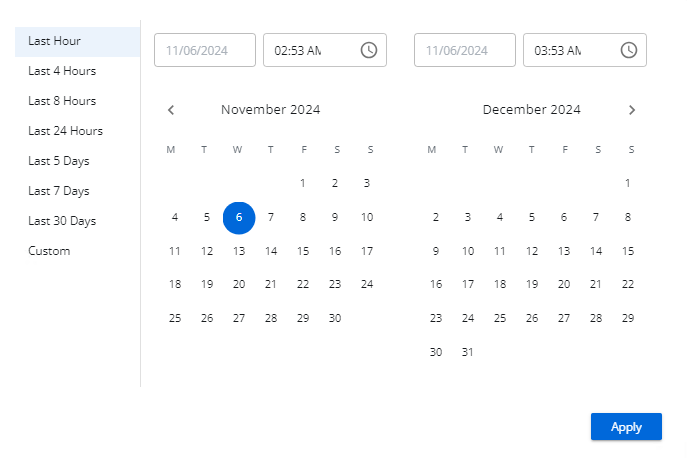 Last Hour
Last 4 Hours
Last 8 Hours
Last 24 Hours
Last 5 Days
Last 7 Days
Last 30 Days
Custom
11/06/2024 02:53 AM 11/06/2024 03:53 AM
November 2024
M T W T F S S
1 2 3
4 5 6 7 8 9 10
11 12 13 14 15 16 17
18 19 20 21 22 23 24
25 26 27 28 29 30
December 2024
M T W T F S S
1
2 3 4 5 6 7 8
9 10 11 12 13 14 15
16 17 18 19 20 21 22
23 24 25 26 27 28 29
30 31
Apply